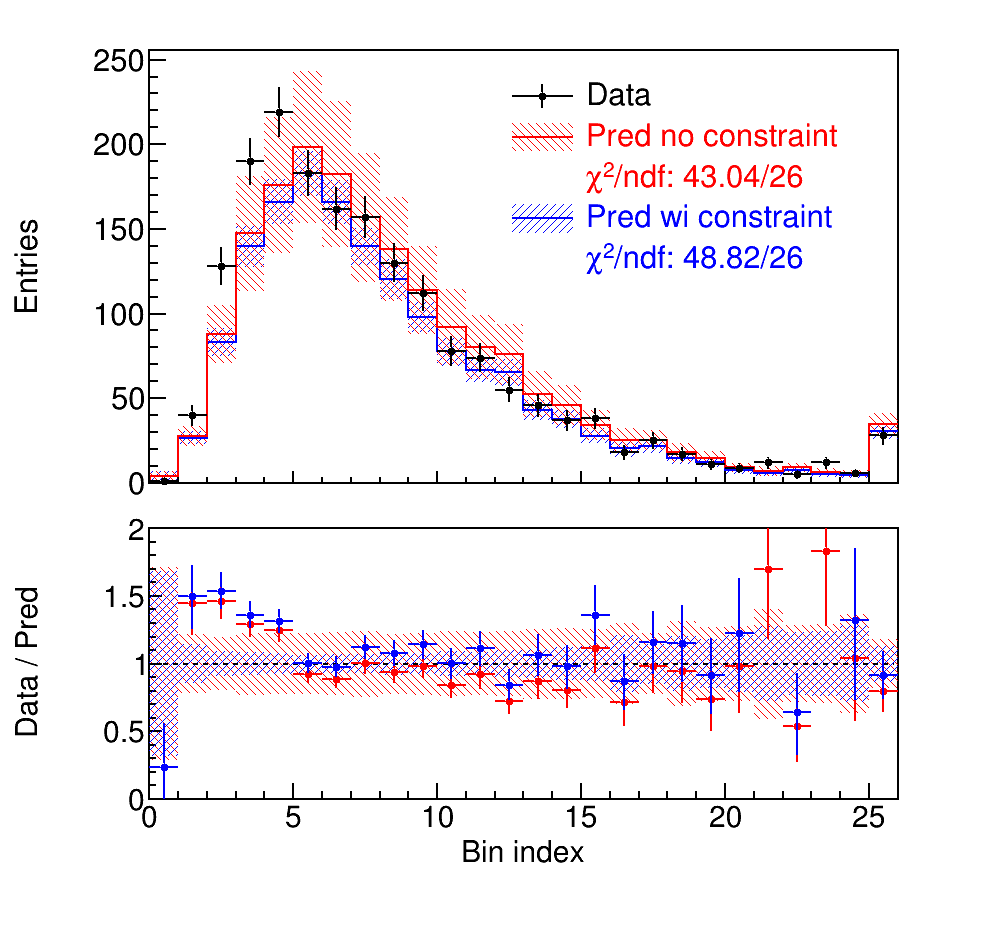 250
200
150
100
50
0
Entries
Data
Pred no constraint
χ²/ndf: 43.04/26
Pred wi constraint
χ²/ndf: 48.82/26
2
1.5
1
0.5
0
Data / Pred
0 5 10 15 20 25
Bin index